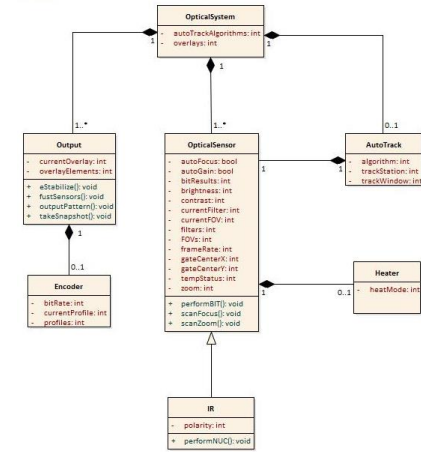 OpticalSystem
- autoTrackAlgorithms: int
- overlays: int
1
1
1
1..*
1..*
0..1
Output
- currentOverlay: int
- overlayElements: int
+ eStabilize(): void
+ fustSensors(): void
+ outputPattern(): void
+ takeSnapshot(): void
1
0..1
Encoder
- bitRate: int
- currentProfile: int
- profiles: int
OpticalSensor
- autoFocus: bool
- autoGain: bool
- bitResults: int
- brightness: int
- contrast: int
- currentFilter: int
- currentFOV: int
- filters: int
- FOVs: int
- frameRate: int
- gateCenterX: int
- gateCenterY: int
- tempStatus: int
- zoom: int
+ performBIT(): void
+ scanFocus(): void
+ scanZoom(): void
1
1
AutoTrack
- algorithm: int
- trackStation: int
- trackWindow: int
1
0..1
Heater
- heatMode: int
IR
- polarity: int
+ performNUC(): void